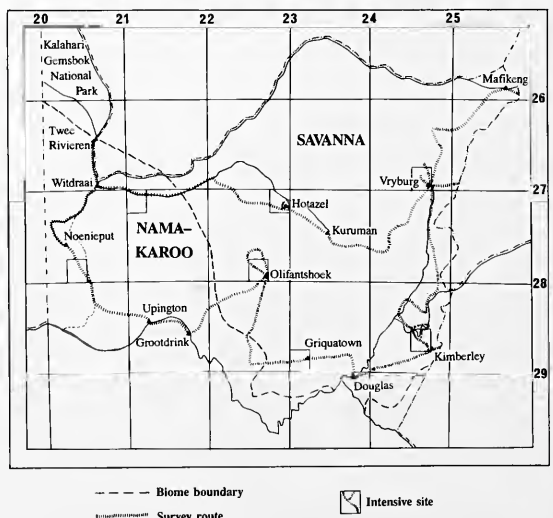 20 21 22 23 24 25
Kalahari
Gemsbok
National
Park
Mafikeng
26
SAVANNA
Twee
Rivieren
Witdraai
Vryburg
27
Hotazel
NAMA-
KAROO
Kuruman
Noenieput
28
Olifantshoek
Upington
Grootdrink
Griquatown
Kimberley
29
Douglas
Biome boundary
Intensive site
Survey route